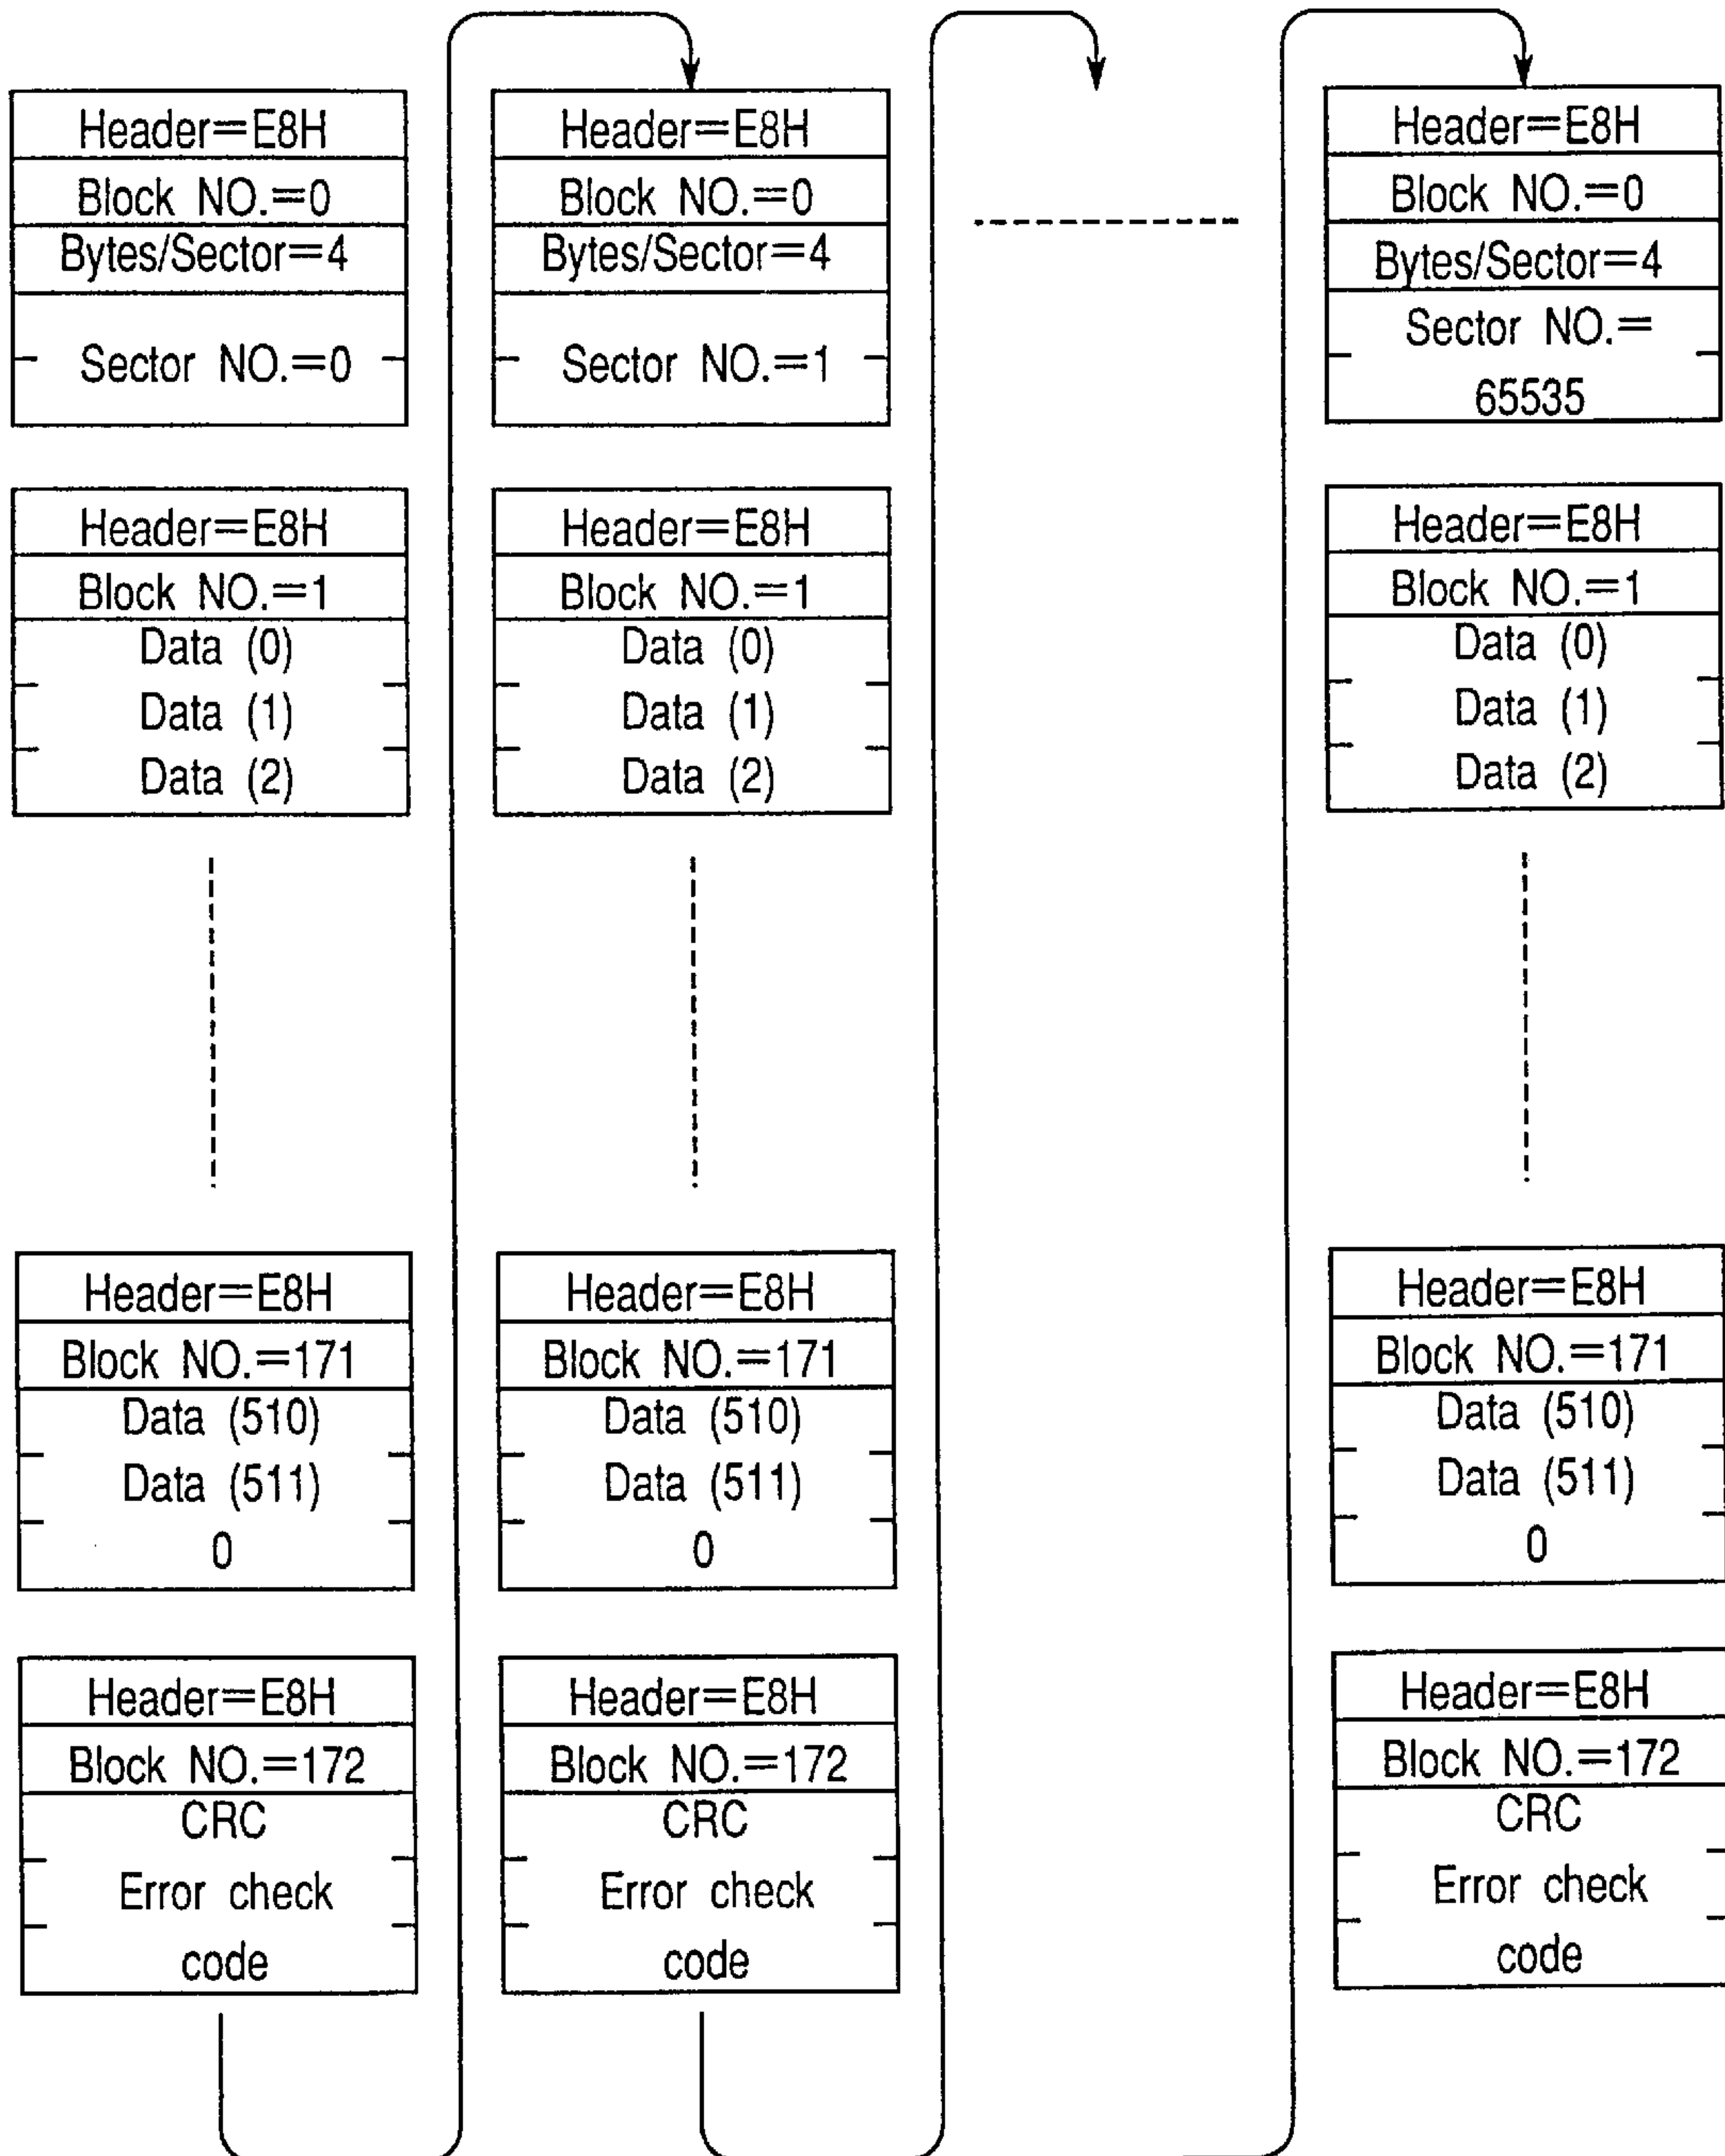 Header=E8H
Block NO.=0
Bytes/Sector=4
Sector NO.=0
Header=E8H
Block NO.=1
Data (0)
Data (1)
Data (2)
Header=E8H
Block NO.=171
Data (510)
Data (511)
0
Header=E8H
Block NO.=172
CRC
Error check
code
Header=E8H
Block NO.=0
Bytes/Sector=4
Sector NO.=1
Header=E8H
Block NO.=1
Data (0)
Data (1)
Data (2)
Header=E8H
Block NO.=171
Data (510)
Data (511)
0
Header=E8H
Block NO.=172
CRC
Error check
code
Header=E8H
Block NO.=0
Bytes/Sector=4
Sector NO.=
65535
Header=E8H
Block NO.=1
Data (0)
Data (1)
Data (2)
Header=E8H
Block NO.=171
Data (510)
Data (511)
0
Header=E8H
Block NO.=172
CRC
Error check
code